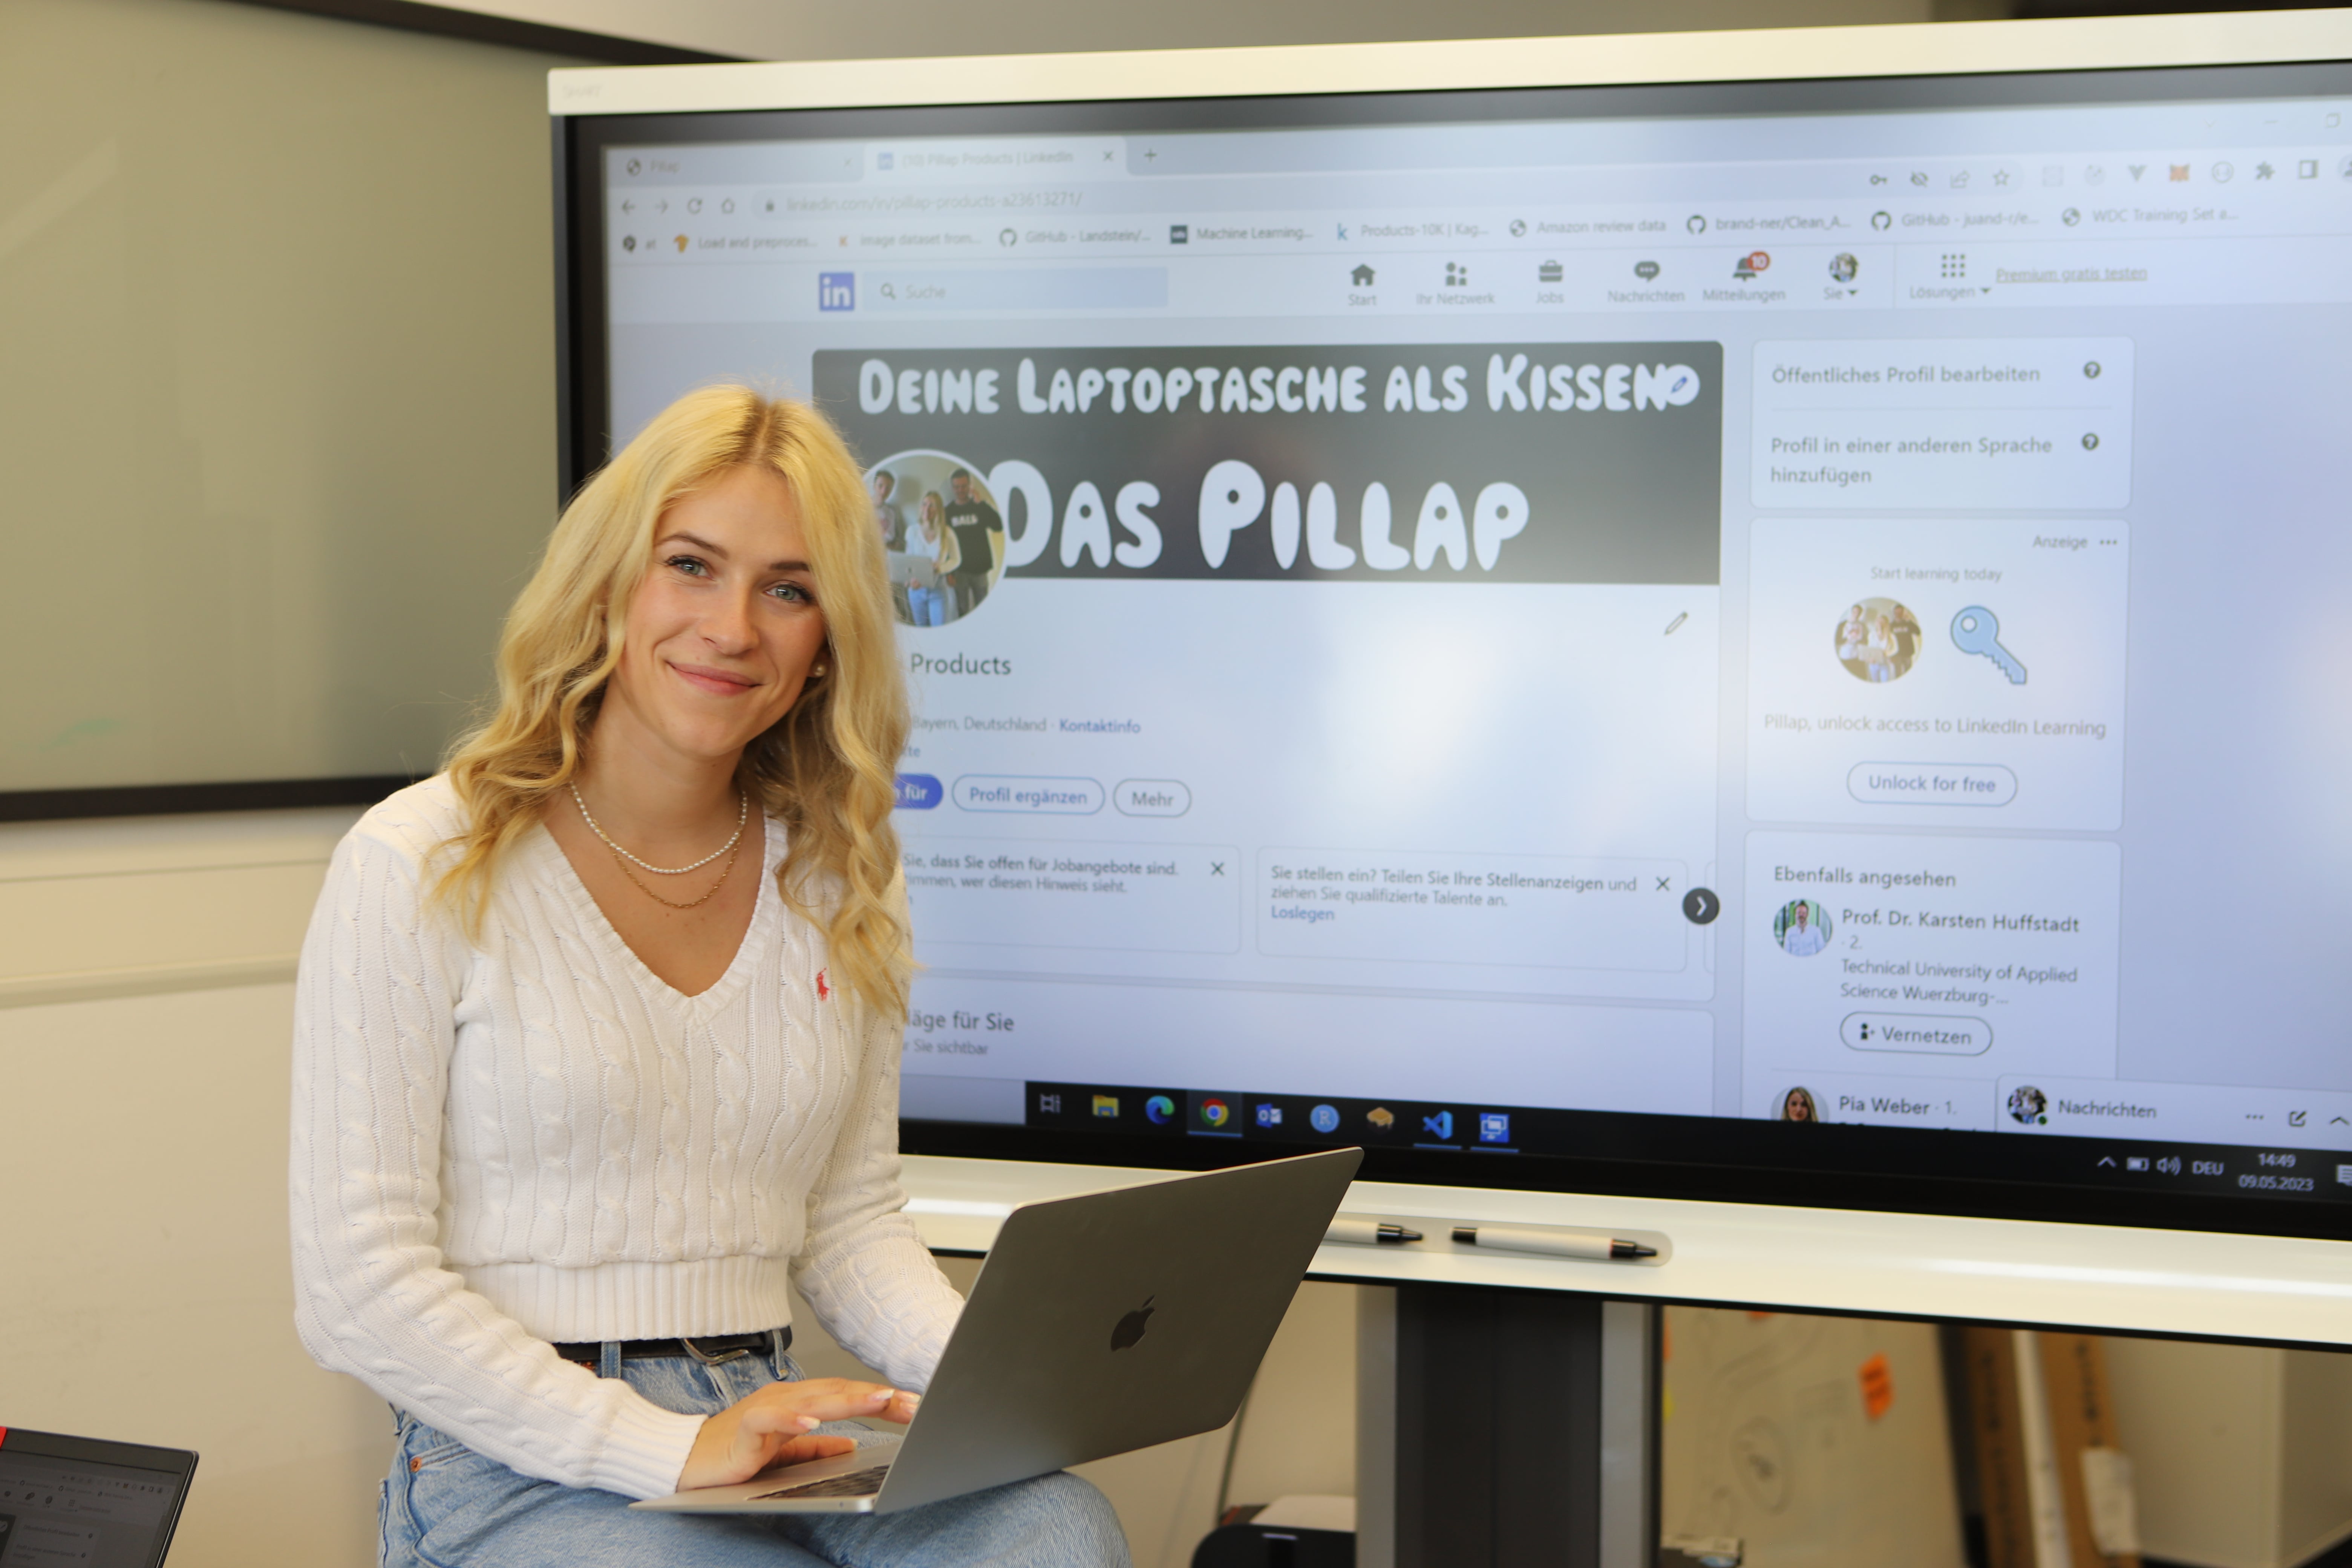 SMART
Pillap
(10) Pillap Products | LinkedIn
linkedin.com/in/pillap-products-a23613271/
at
Load and preproces...
Image dataset from...
GitHub - Landstein/...
Machine Learning...
Products-10K | Kag...
Amazon review data
brand-ner/Clean_A...
GitHub - juand-r/e...
WDC Training Set a...
in
Suche
Start
Ihr Netzwerk
Jobs
Nachrichten
10
Mitteilungen
Sie
Lösungen
Premium gratis testen
DEINE LAPTOPTASCHE ALS KISSEN
DAS PILLAP
Products
Bayern, Deutschland · Kontaktinfo
für
Profil ergänzen
Mehr
Sie, dass Sie offen für Jobangebote sind.
wer diesen Hinweis sieht.
Sie stellen ein? Teilen Sie Ihre Stellenanzeigen und
ziehen Sie qualifizierte Talente an.
Loslegen
für Sie
Sie sichtbar
Öffentliches Profil bearbeiten
Profil in einer anderen Sprache
hinzufügen
Anzeige
Start learning today
Pillap, unlock access to LinkedIn Learning
Unlock for free
Ebenfalls angesehen
Prof. Dr. Karsten Huffstadt
· 2.
Technical University of Applied
Science Wuerzburg-...
Vernetzen
Pia Weber · 1.
Nachrichten
DEU
14:49
09.05.2023